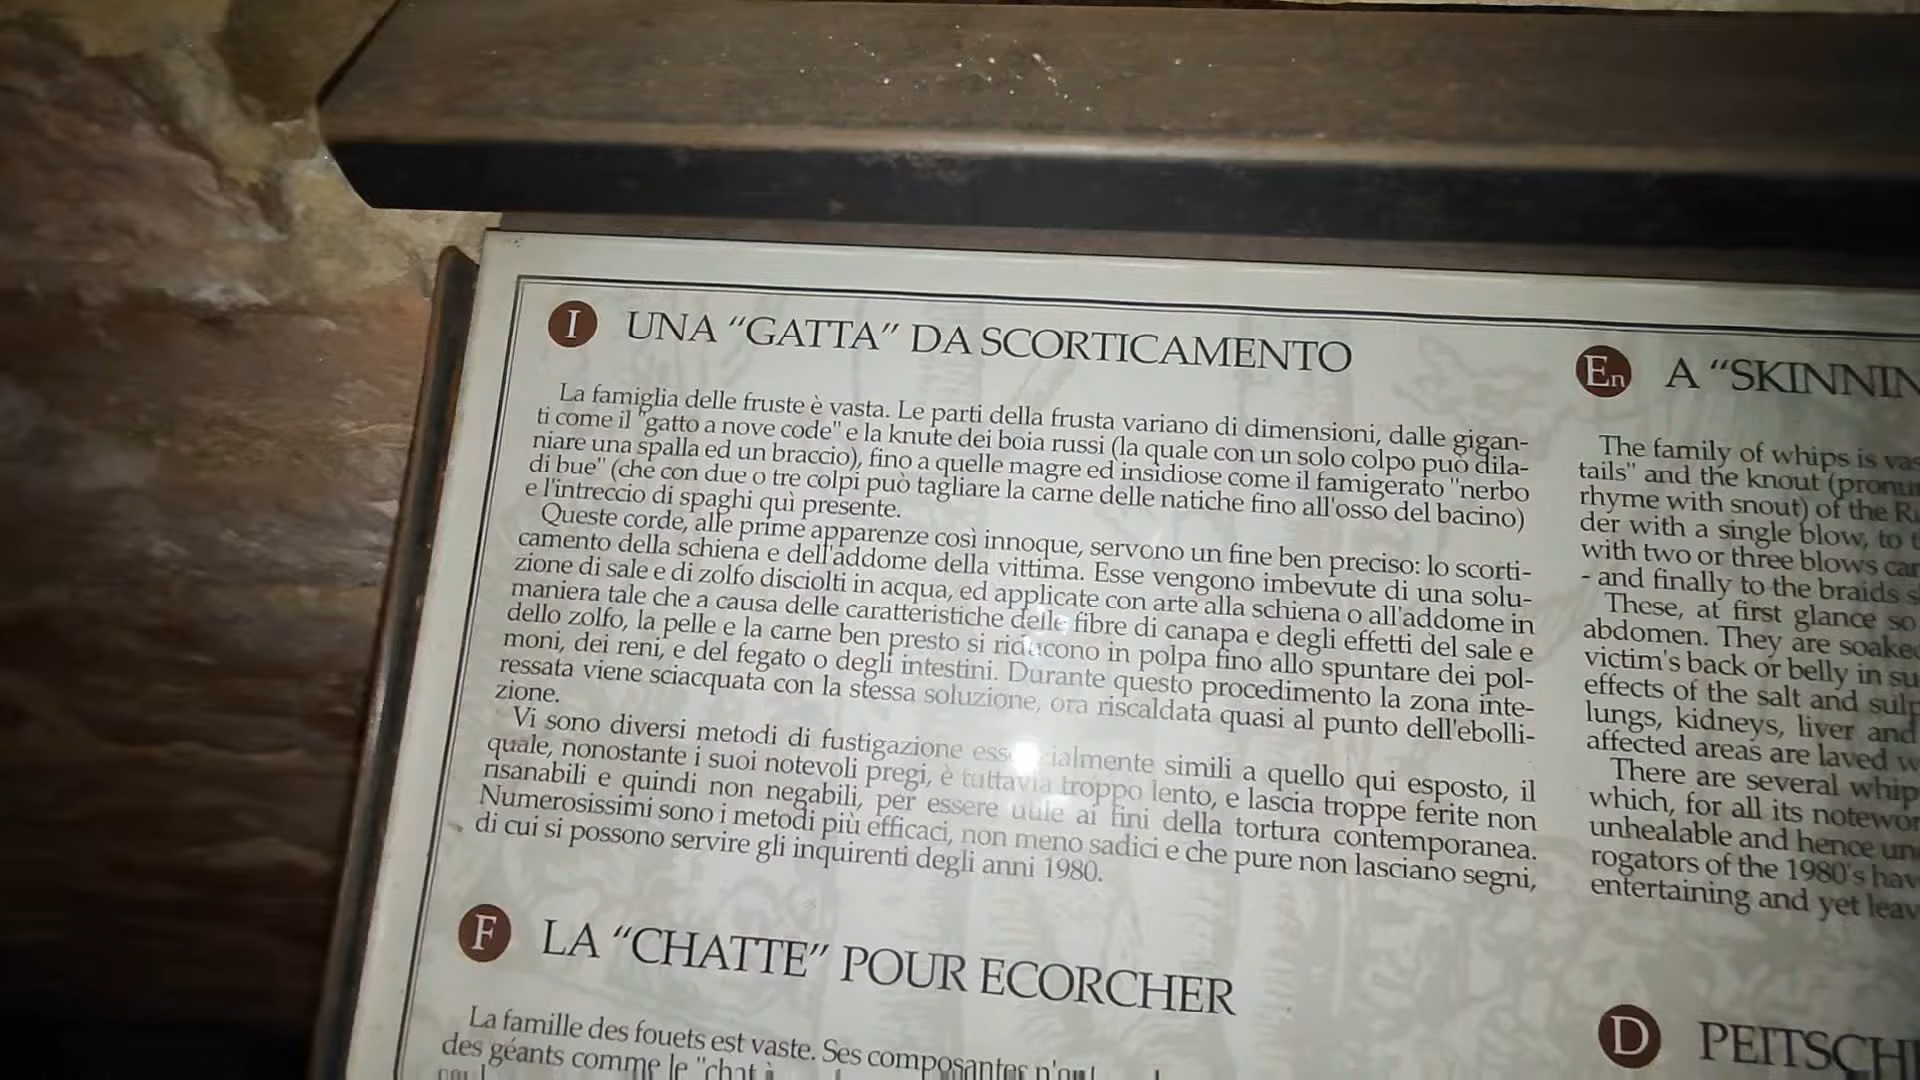 I UNA “GATTA” DA SCORTICAMENTO
La famiglia delle fruste è vasta. Le parti della frusta variano di dimensioni, dalle gigan-
ti come il "gatto a nove code" e la knute dei boia russi (la quale con un solo colpo può dila-
niare una spalla ed un braccio), fino a quelle magre ed insidiose come il famigerato "nerbo
di bue" (che con due o tre colpi può tagliare la carne delle natiche fino all'osso del bacino)
e l'intreccio di spaghi quì presente.
Queste corde, alle prime apparenze così innoque, servono un fine ben preciso: lo scorti-
camento della schiena e dell'addome della vittima. Esse vengono imbevute di una solu-
zione di sale e di zolfo disciolti in acqua, ed applicate con arte alla schiena o all'addome in
maniera tale che a causa delle caratteristiche delle fibre di canapa e degli effetti del sale e
dello zolfo, la pelle e la carne ben presto si riducono in polpa fino allo spuntare dei pol-
moni, dei reni, e del fegato o degli intestini. Durante questo procedimento la zona inte-
ressata viene sciacquata con la stessa soluzione, ora riscaldata quasi al punto dell'ebolli-
zione.
Vi sono diversi metodi di fustigazione essenzialmente simili a quello qui esposto, il
quale, nonostante i suoi notevoli pregi, è tuttavia troppo lento, e lascia troppe ferite non
risanabili e quindi non negabili, per essere utile ai fini della tortura contemporanea.
Numerosissimi sono i metodi più efficaci, non meno sadici e che pure non lasciano segni,
di cui si possono servire gli inquirenti degli anni 1980.
F LA “CHATTE” POUR ECORCHER
La famille des fouets est vaste. Ses composantes
des géants comme le "chat à
En A “SKINNIN
The family of whips is vas
tails" and the knout (pronu
rhyme with snout) of the R
der with a single blow, to t
with two or three blows can
- and finally to the braids s
These, at first glance so
abdomen. They are soaked
victim's back or belly in su
effects of the salt and sulp
lungs, kidneys, liver and
affected areas are laved w
There are several whip
which, for all its notewor
unhealable and hence un
rogators of the 1980's hav
entertaining and yet leav
D PEITSCH